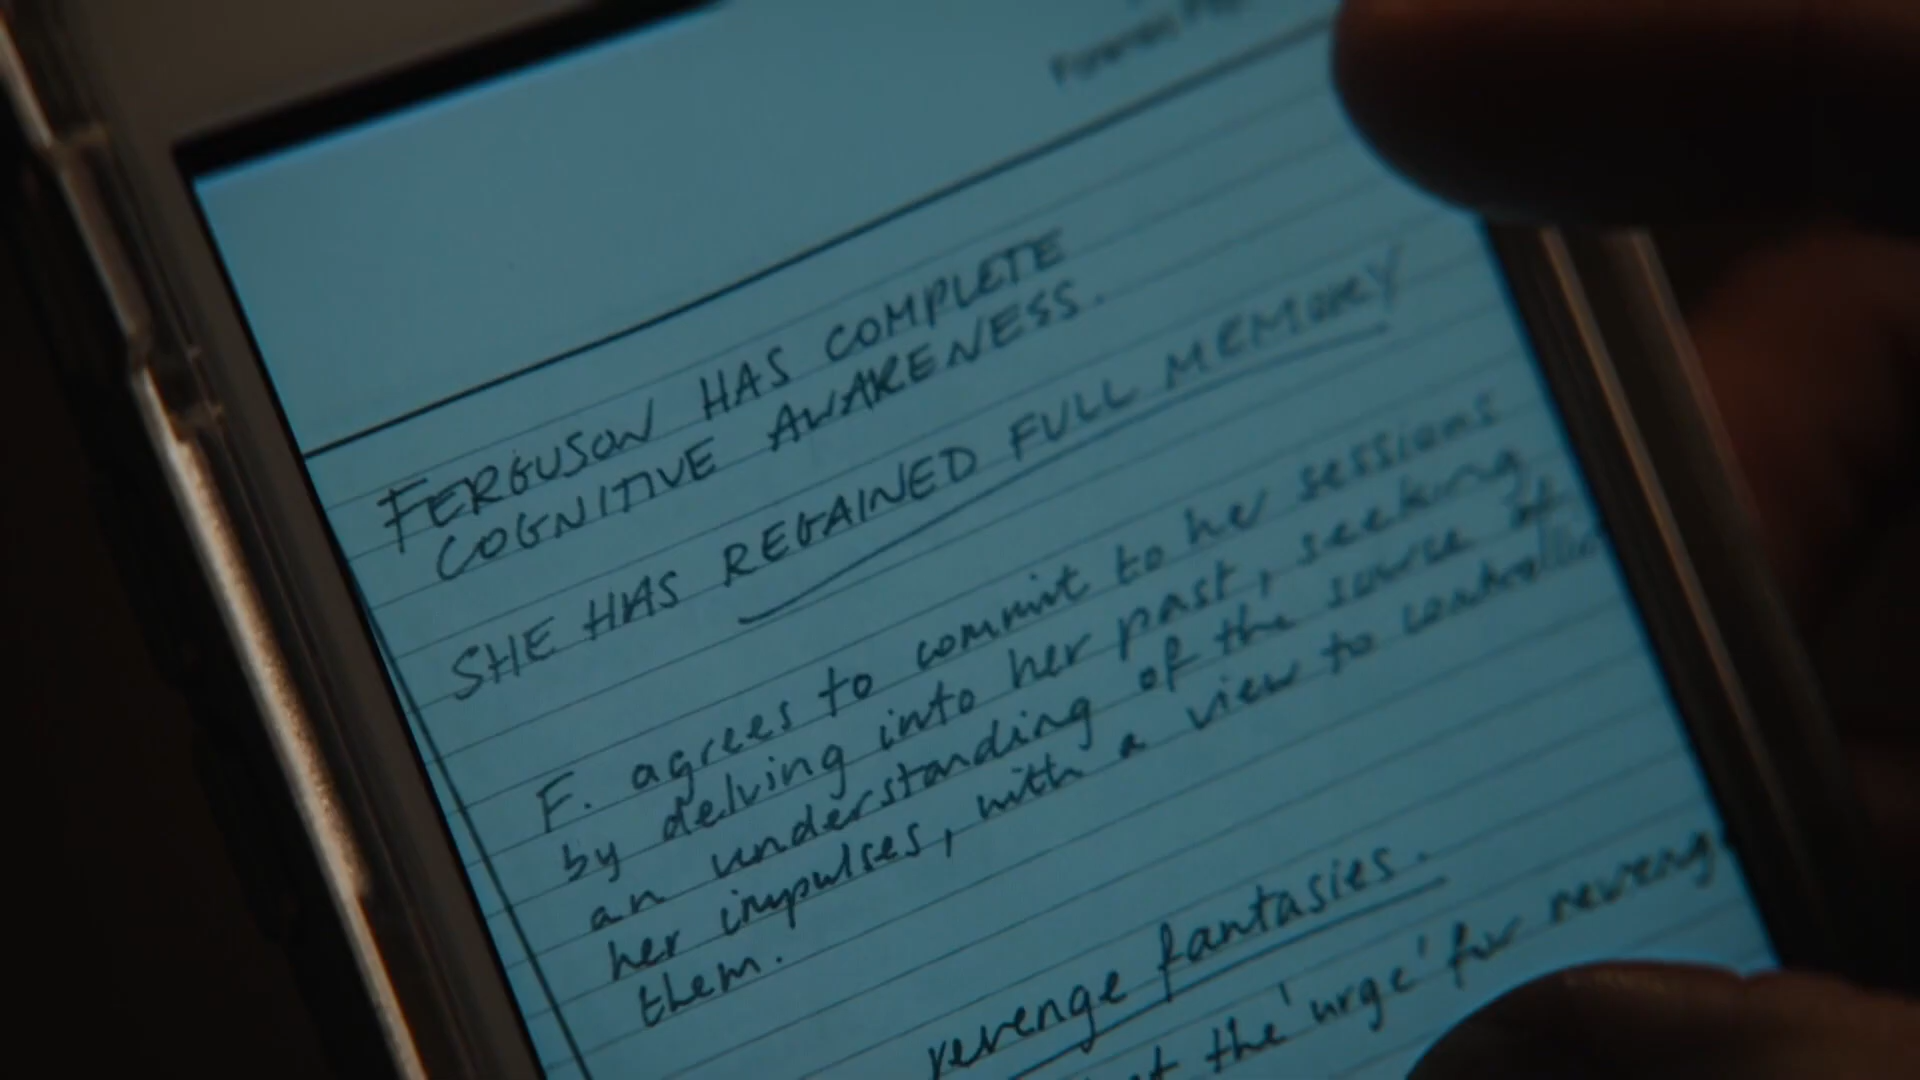 FERGUSON HAS COMPLETE
COGNITIVE AWARENESS.
SHE HAS REGAINED FULL MEMORY
F. agrees to commit to her sessions
by delving into her past, seeking
an understanding of the source of
her impulses, with a view to
them.
revenge fantasies.
the 'urge' for